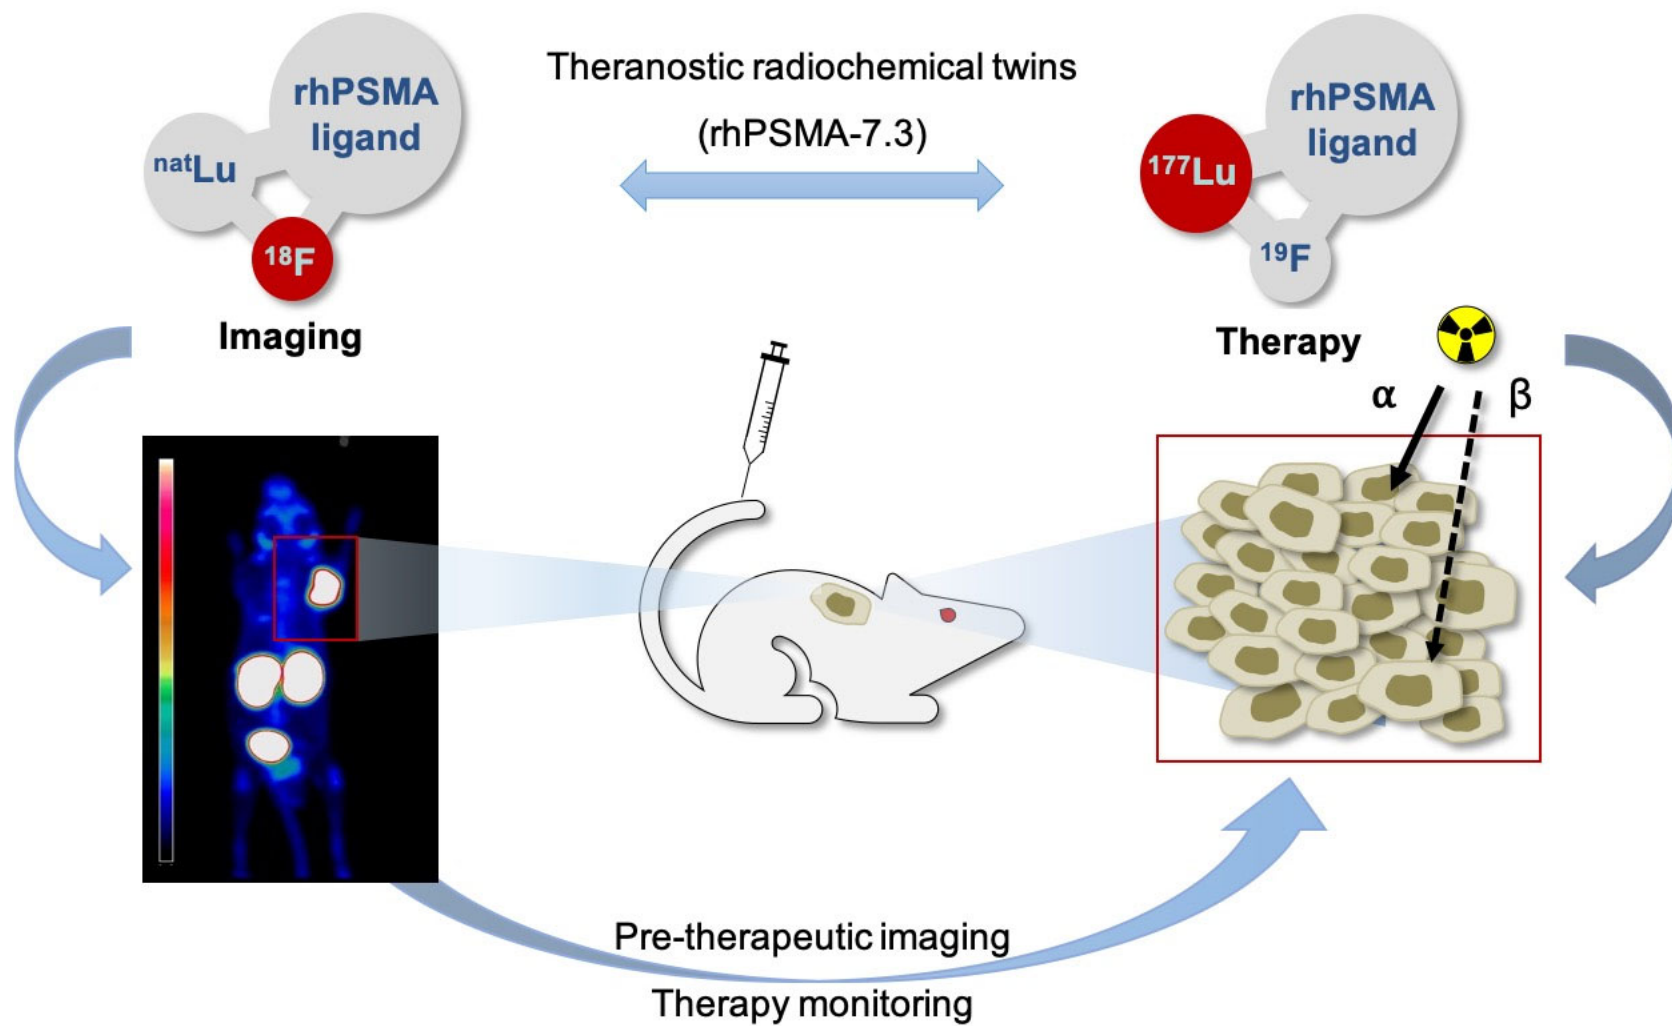 Theranostic radiochemical twins
(rhPSMA-7.3)
rhPSMA
ligand
natLu
18F
Imaging
rhPSMA
ligand
177Lu
19F
Therapy
α
β
Pre-therapeutic imaging
Therapy monitoring